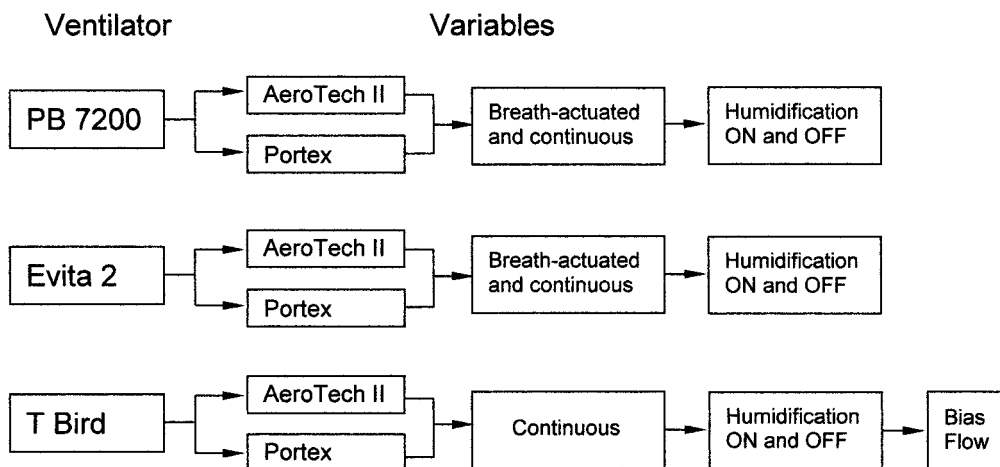 Ventilator Variables
PB 7200
AeroTech II
Portex
Breath-actuated
and continuous
Humidification
ON and OFF
Evita 2
AeroTech II
Portex
Breath-actuated
and continuous
Humidification
ON and OFF
T Bird
AeroTech II
Portex
Continuous
Humidification
ON and OFF
Bias
Flow